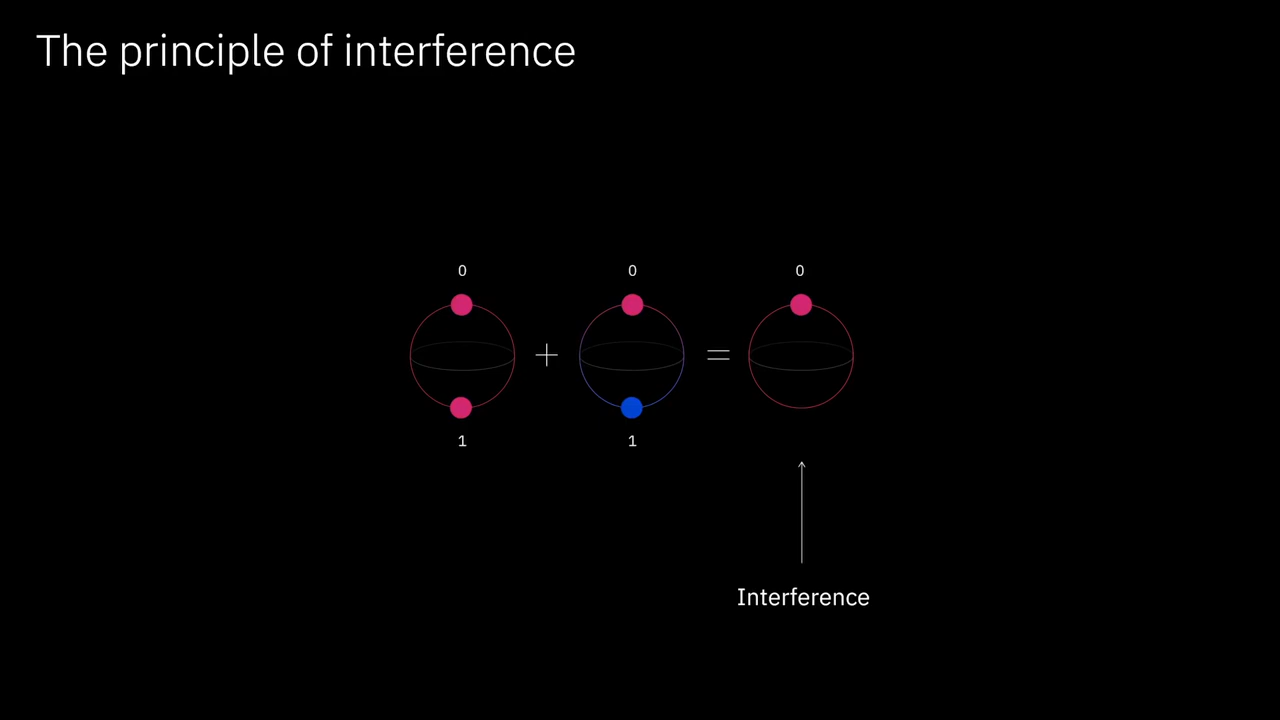 The principle of interference
0 0 0
+ =
1 1
Interference